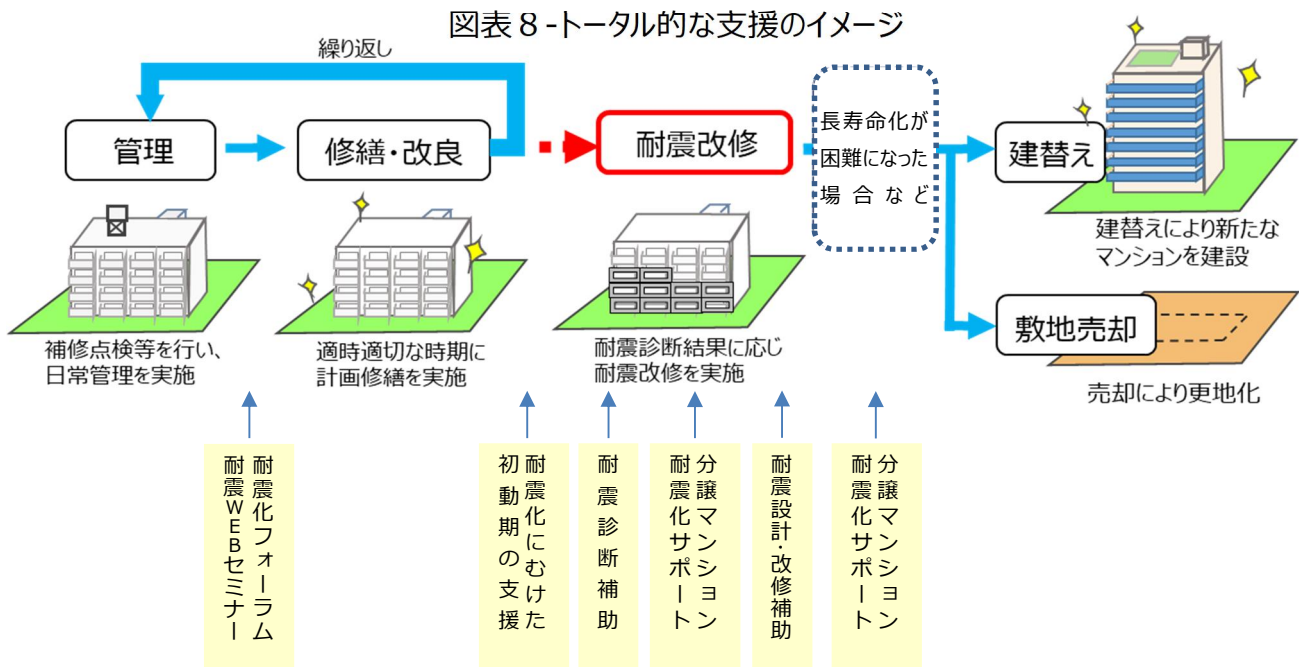 図表8-トータル的な支援のイメージ
繰り返し
管理
修繕・改良
耐震改修
長寿命化が
困難になった
場合など
建替え
建替えにより新たな
マンションを建設
敷地売却
売却により更地化
補修点検等を行い、
日常管理を実施
適時適切な時期に
計画修繕を実施
耐震診断結果に応じ
耐震改修を実施
耐震化フォーラム
耐震WEBセミナー
耐震化にむけた
初動期の支援
耐震診断補助
分譲マンション
耐震化サポート
耐震設計・改修補助
分譲マンション
耐震化サポート